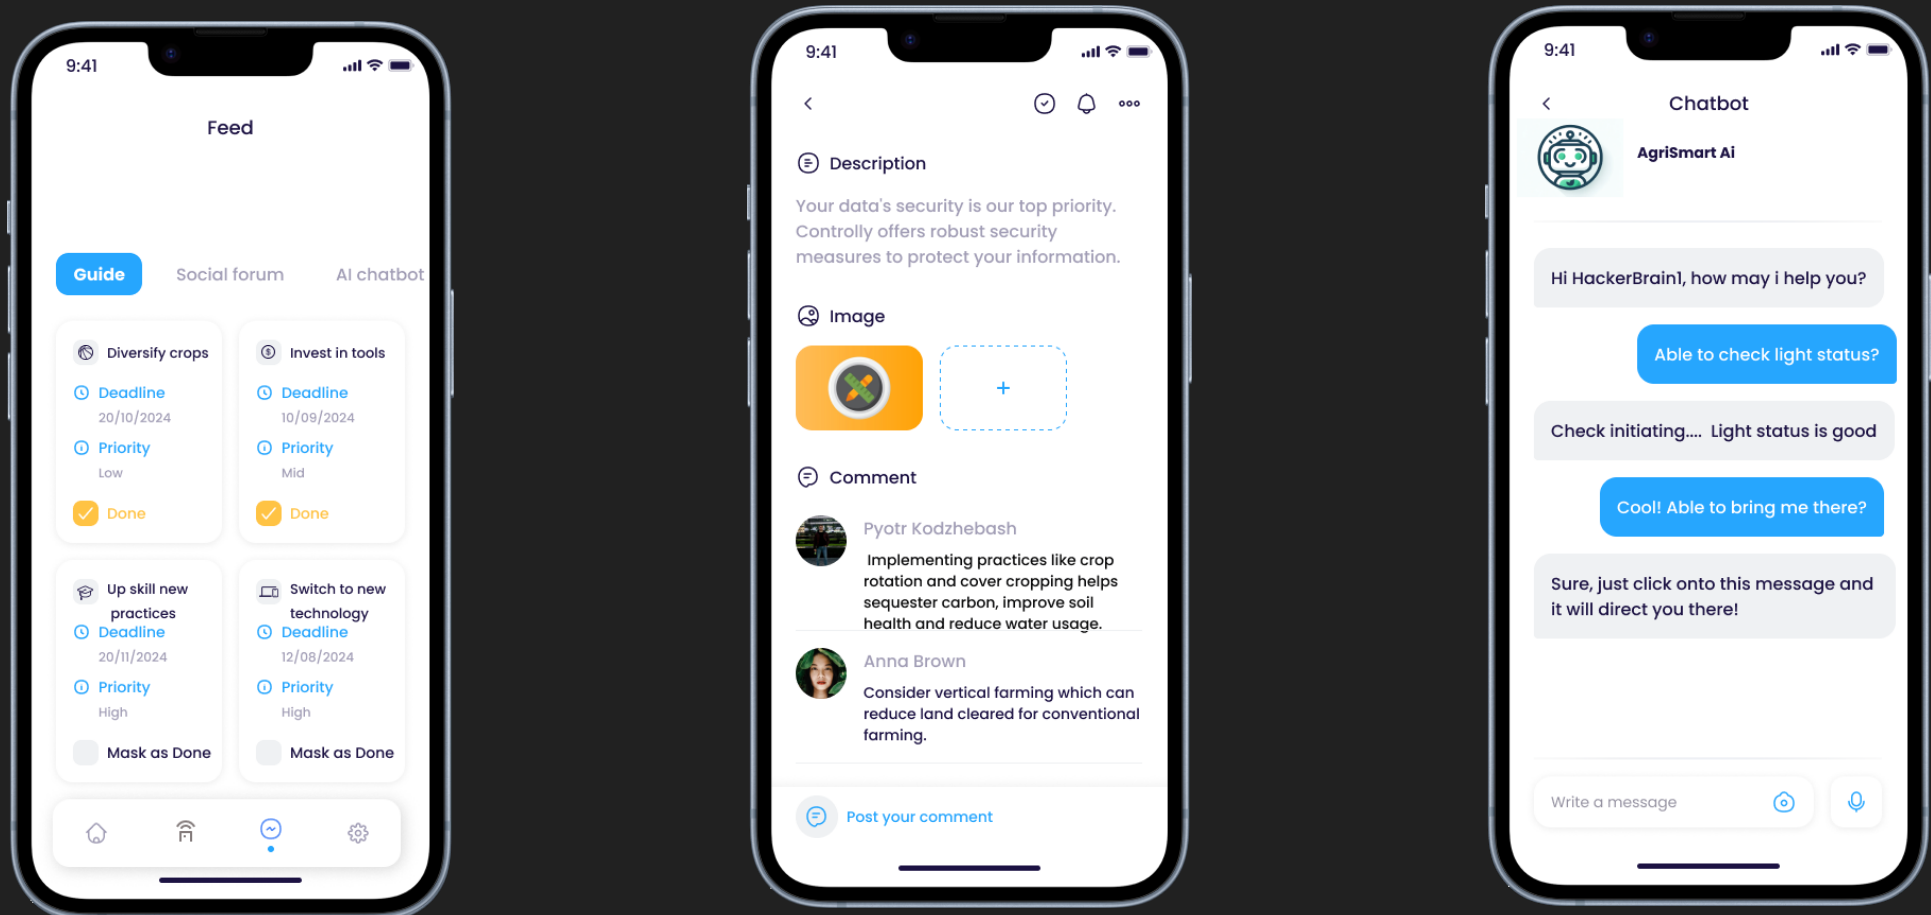 9:41
Feed
Guide
Social forum
AI chatbot
Diversify crops
Deadline
20/10/2024
Priority
Low
Done
Invest in tools
Deadline
10/09/2024
Priority
Mid
Done
Up skill new
practices
Deadline
20/11/2024
Priority
High
Mask as Done
Switch to new
technology
Deadline
12/08/2024
Priority
High
Mask as Done
9:41
Description
Your data's security is our top priority.
Controlly offers robust security
measures to protect your information.
Image
+
Comment
Pyotr Kodzhebash
Implementing practices like crop
rotation and cover cropping helps
sequester carbon, improve soil
health and reduce water usage.
Anna Brown
Consider vertical farming which can
reduce land cleared for conventional
farming.
Post your comment
9:41
Chatbot
AgriSmart Ai
Hi HackerBrain1, how may i help you?
Able to check light status?
Check initiating.... Light status is good
Cool! Able to bring me there?
Sure, just click onto this message and
it will direct you there!
Write a message